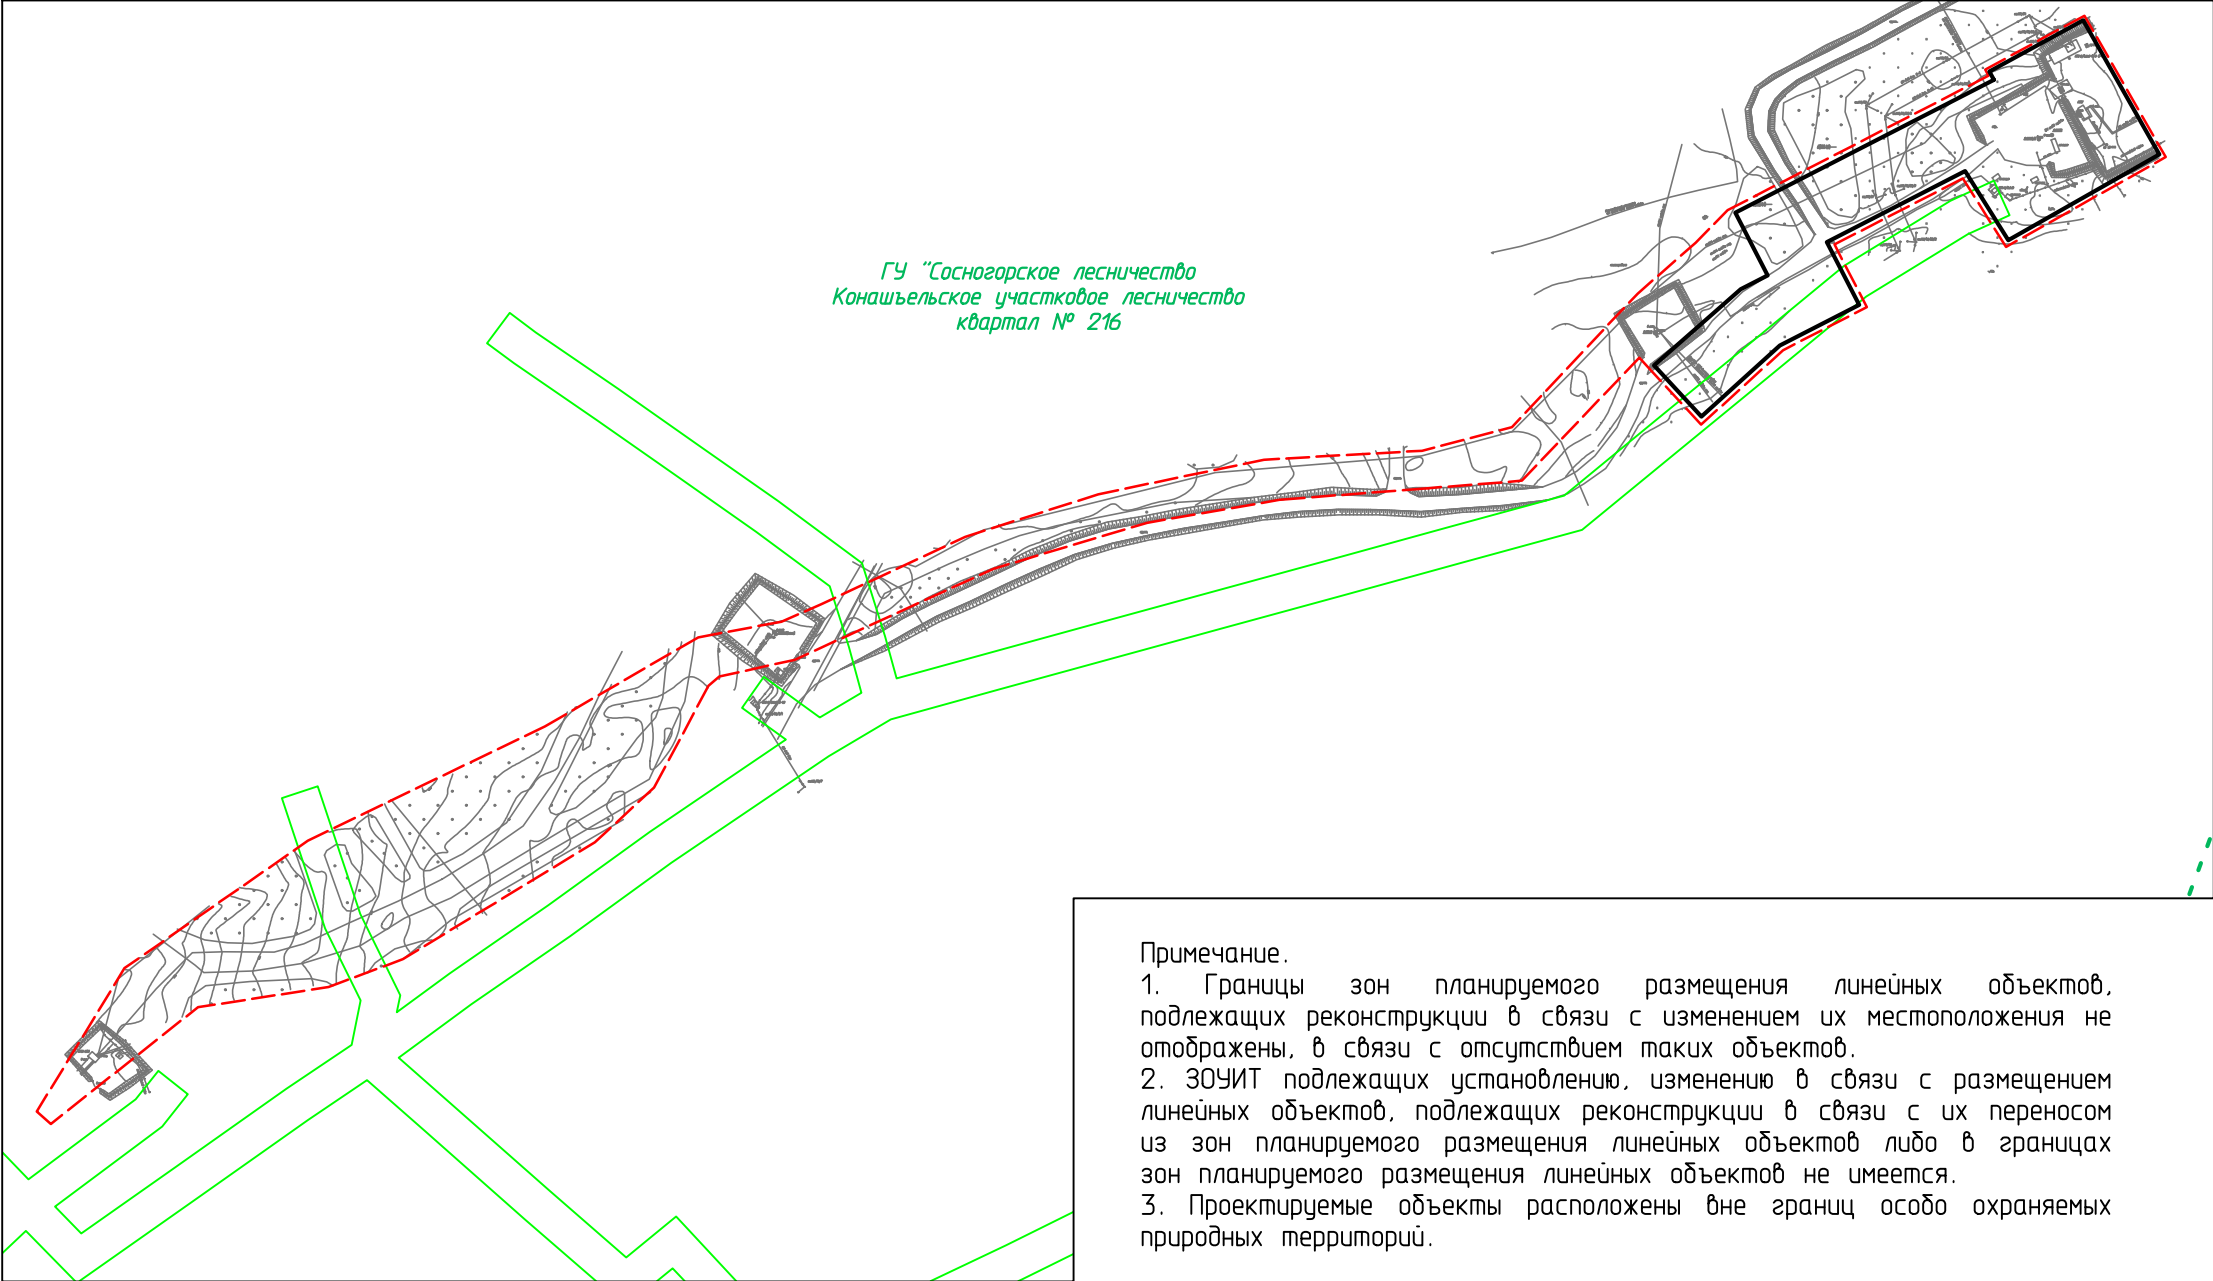 ГУ "Сосногорское лесничество
Конашъельское участковое лесничество
квартал № 216
Примечание.
1. Границы зон планируемого размещения линейных объектов,
подлежащих реконструкции в связи с изменением их местоположения не
отображены, в связи с отсутствием таких объектов.
2. ЗОУИТ подлежащих установлению, изменению в связи с размещением
линейных объектов, подлежащих реконструкции в связи с их переносом
из зон планируемого размещения линейных объектов либо в границах
зон планируемого размещения линейных объектов не имеется.
3. Проектируемые объекты расположены вне границ особо охраняемых
природных территорий.